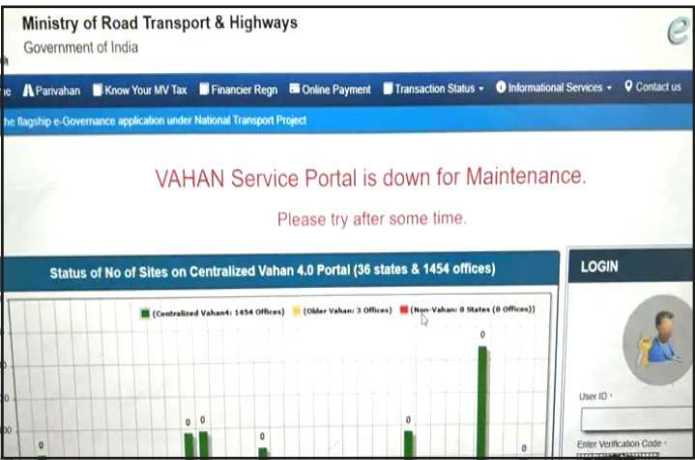 Ministry of Road Transport & Highways
Government of India
e
Parivahan Know Your MV Tax Financier Regn Online Payment Transaction Status Informational Services Contact us
he flagship e-Governance application under National Transport Project
VAHAN Service Portal is down for Maintenance.
Please try after some time.
Status of No of Sites on Centralized Vahan 4.0 Portal (36 states & 1454 offices)
LOGIN
(Centralized Vahan4: 1454 Offices) (Older Vahan: 3 Offices) (Non-Vahan: 0 States (0 Offices))
0
0 0 0
0 0 0
User ID
Enter Verification Code